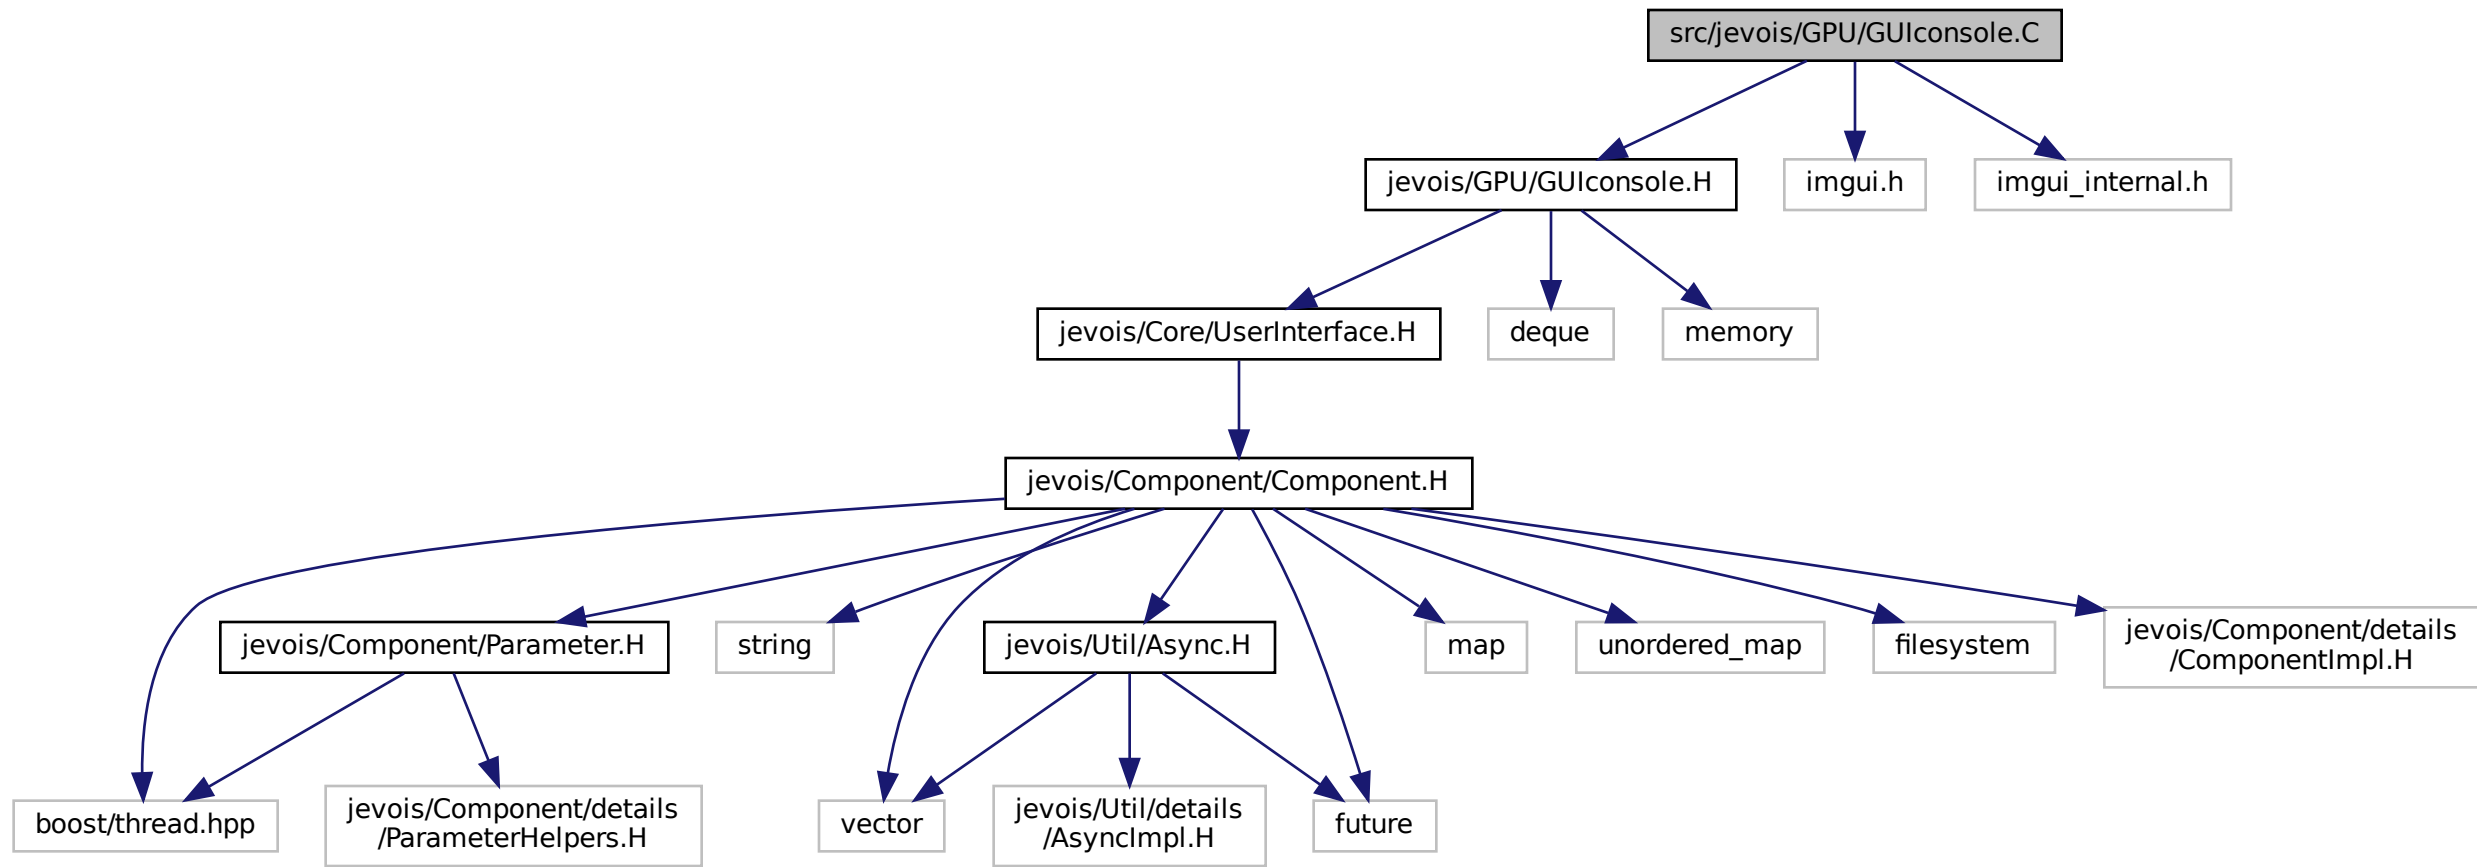 src/jevois/GPU/GUIconsole.C
jevois/GPU/GUIconsole.H
imgui.h
imgui_internal.h
jevois/Core/UserInterface.H
deque
memory
jevois/Component/Component.H
jevois/Component/Parameter.H
string
jevois/Util/Async.H
map
unordered_map
filesystem
jevois/Component/details
/ComponentImpl.H
boost/thread.hpp
jevois/Component/details
/ParameterHelpers.H
vector
jevois/Util/details
/AsyncImpl.H
future